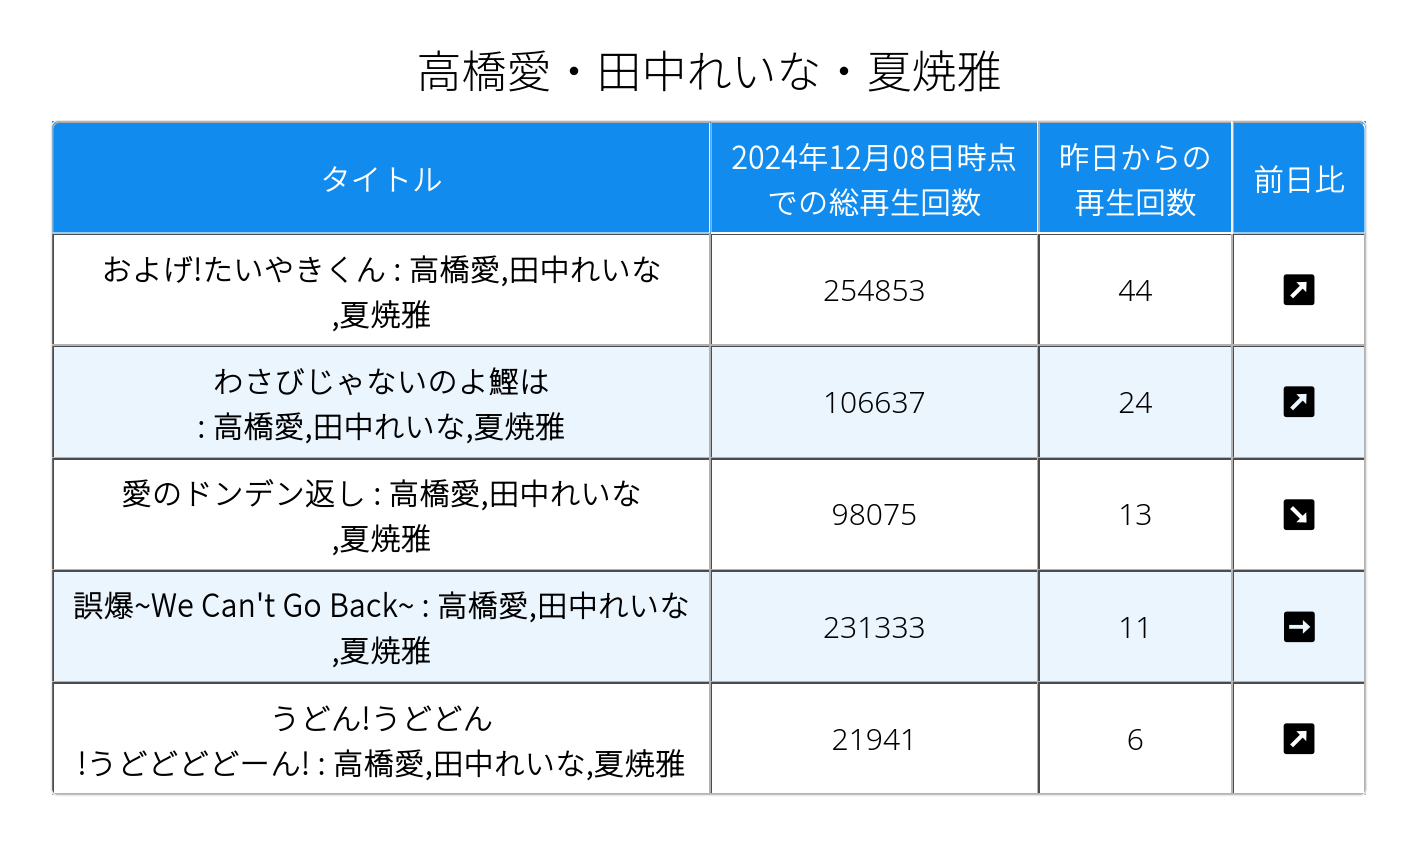 高橋愛・田中れいな・夏焼雅
タイトル
2024年12月08日時点
での総再生回数
昨日からの
再生回数
前日比
およげ!たいやきくん : 高橋愛,田中れいな
,夏焼雅
254853
44
わさびじゃないのよ鰹は
: 高橋愛,田中れいな,夏焼雅
106637
24
愛のドンデン返し : 高橋愛,田中れいな
,夏焼雅
98075
13
誤爆~We Can't Go Back~ : 高橋愛,田中れいな
,夏焼雅
231333
11
うどん!うどどん
!うどどどどーん! : 高橋愛,田中れいな,夏焼雅
21941
6